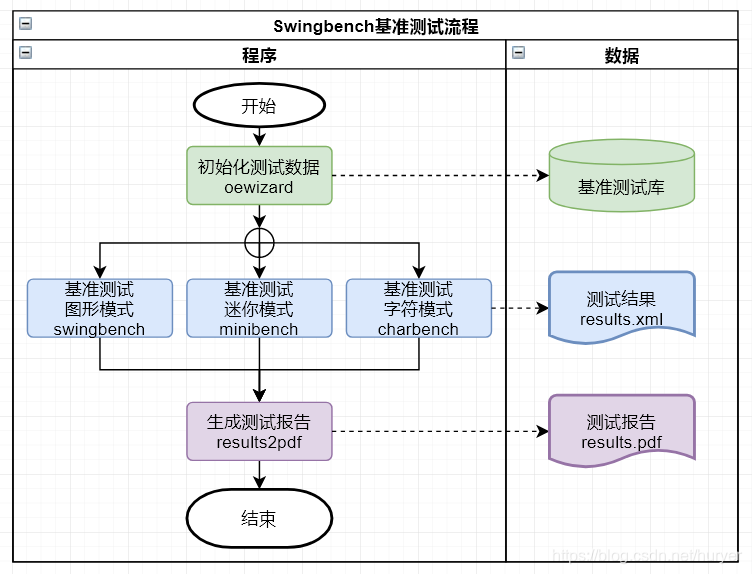 Swingbench基准测试流程
程序
数据
开始
初始化测试数据
oewizard
基准测试库
基准测试
图形模式
swingbench
基准测试
迷你模式
minibench
基准测试
字符模式
charbench
测试结果
results.xml
生成测试报告
results2pdf
测试报告
results.pdf
结束
https://blog.csdn.net/huryer